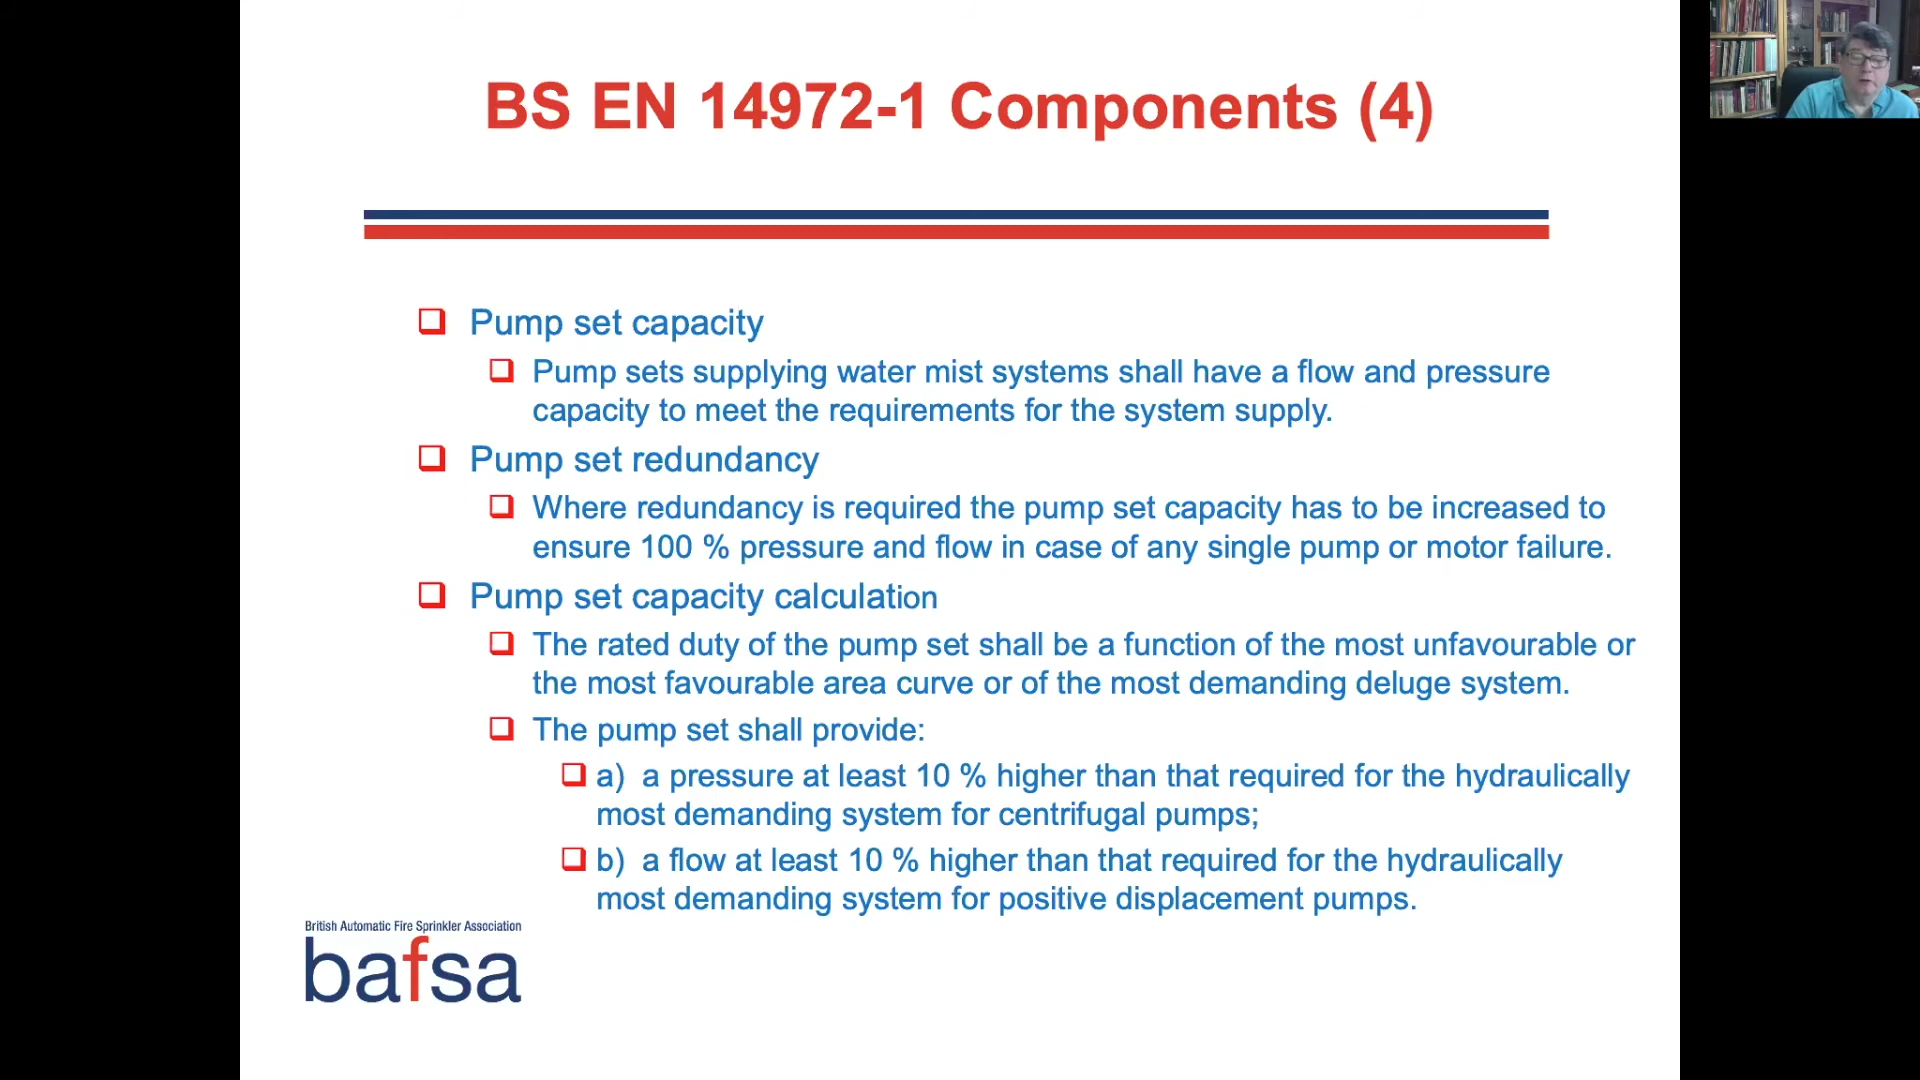 BS EN 14972-1 Components (4)
Pump set capacity
Pump sets supplying water mist systems shall have a flow and pressure
capacity to meet the requirements for the system supply.
Pump set redundancy
Where redundancy is required the pump set capacity has to be increased to
ensure 100 % pressure and flow in case of any single pump or motor failure.
Pump set capacity calculation
The rated duty of the pump set shall be a function of the most unfavourable or
the most favourable area curve or of the most demanding deluge system.
The pump set shall provide:
a) a pressure at least 10 % higher than that required for the hydraulically
most demanding system for centrifugal pumps;
b) a flow at least 10 % higher than that required for the hydraulically
most demanding system for positive displacement pumps.
British Automatic Fire Sprinkler Association
bafsa